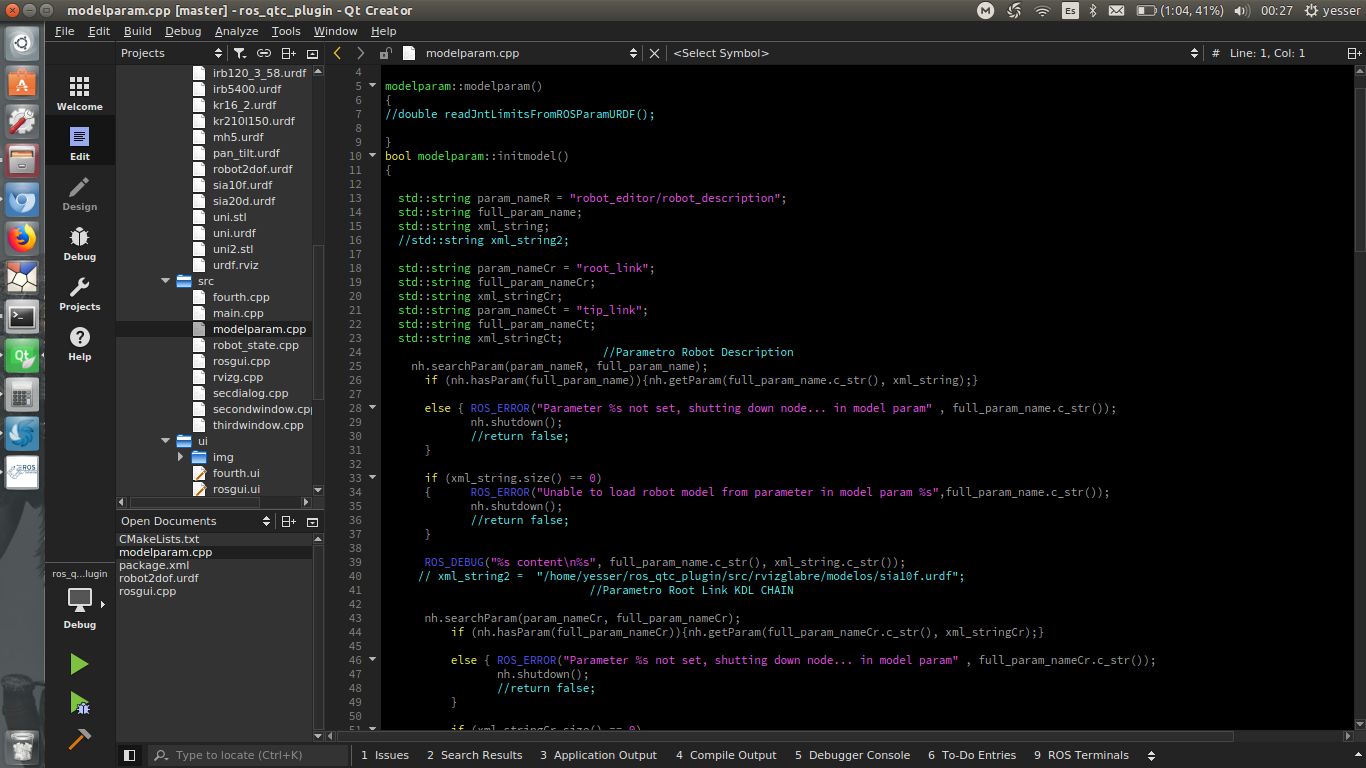 modelparam.cpp [master] - ros_qtc_plugin - Qt Creator
Es (1:04, 41%) 00:27 yesser
File Edit Build Debug Analyze Tools Window Help
Projects
modelparam.cpp
<Select Symbol>
# Line: 1, Col: 1
Welcome
Edit
Design
Debug
Projects
Help
ros_q...lugin
Debug
irb120_3_58.urdf
irb5400.urdf
kr16_2.urdf
kr210l150.urdf
mh5.urdf
pan_tilt.urdf
robot2dof.urdf
sia10f.urdf
sia20d.urdf
uni.stl
uni.urdf
uni2.stl
urdf.rviz
src
fourth.cpp
main.cpp
modelparam.cpp
robot_state.cpp
rosgui.cpp
rvizg.cpp
secdialog.cpp
secondwindow.cpp
thirdwindow.cpp
ui
img
fourth.ui
rosgui.ui
Open Documents
CMakeLists.txt
modelparam.cpp
package.xml
robot2dof.urdf
rosgui.cpp
4
5 modelparam::modelparam()
6 {
7 //double readJntLimitsFromROSParamURDF();
8
9 }
10 bool modelparam::initmodel()
11 {
12
13 std::string param_nameR = "robot_editor/robot_description";
14 std::string full_param_name;
15 std::string xml_string;
16 //std::string xml_string2;
17
18 std::string param_nameCr = "root_link";
19 std::string full_param_nameCr;
20 std::string xml_stringCr;
21 std::string param_nameCt = "tip_link";
22 std::string full_param_nameCt;
23 std::string xml_stringCt;
24 //Parametro Robot Description
25 nh.searchParam(param_nameR, full_param_name);
26 if (nh.hasParam(full_param_name)){nh.getParam(full_param_name.c_str(), xml_string);}
27
28 else { ROS_ERROR("Parameter %s not set, shutting down node... in model param" , full_param_name.c_str());
29 nh.shutdown();
30 //return false;
31 }
32
33 if (xml_string.size() == 0)
34 { ROS_ERROR("Unable to load robot model from parameter in model param %s",full_param_name.c_str());
35 nh.shutdown();
36 //return false;
37 }
38
39 ROS_DEBUG("%s content\n%s", full_param_name.c_str(), xml_string.c_str());
40 // xml_string2 = "/home/yesser/ros_qtc_plugin/src/rvizglabre/modelos/sia10f.urdf";
41 //Parametro Root Link KDL CHAIN
42
43 nh.searchParam(param_nameCr, full_param_nameCr);
44 if (nh.hasParam(full_param_nameCr)){nh.getParam(full_param_nameCr.c_str(), xml_stringCr);}
45
46 else { ROS_ERROR("Parameter %s not set, shutting down node... in model param" , full_param_nameCr.c_str());
47 nh.shutdown();
48 //return false;
49 }
50
51 if (xml_stringCr.size() == 0)
Type to locate (Ctrl+K)
1 Issues 2 Search Results 3 Application Output 4 Compile Output 5 Debugger Console 6 To-Do Entries 9 ROS Terminals